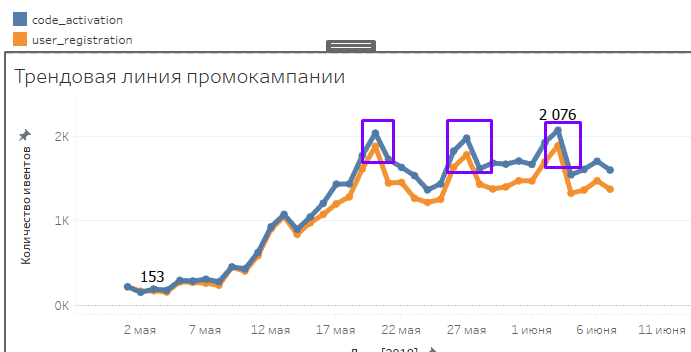 code_activation
user_registration
Трендовая линия промокампании
2 076
2K
Количество ивентов
1K
153
0K
2 мая 7 мая 12 мая 17 мая 22 мая 27 мая 1 июня 6 июня 11 июня